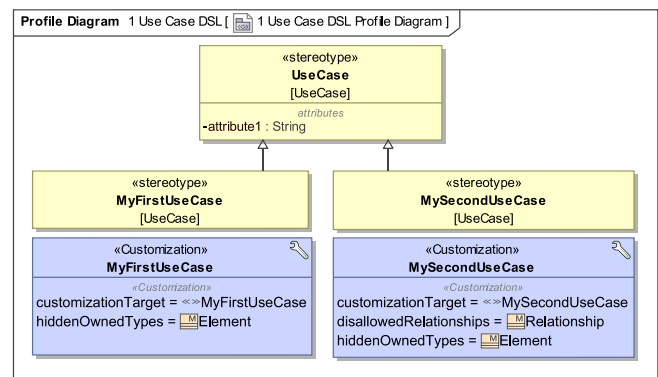 Profile Diagram 1 Use Case DSL [ 1 Use Case DSL Profile Diagram ]
«stereotype»
UseCase
[UseCase]
attributes
-attribute1 : String
«stereotype»
MyFirstUseCase
[UseCase]
«stereotype»
MySecondUseCase
[UseCase]
«Customization»
MyFirstUseCase
«Customization»
customizationTarget = «»MyFirstUseCase
hiddenOwnedTypes = M Element
«Customization»
MySecondUseCase
«Customization»
customizationTarget = «»MySecondUseCase
disallowedRelationships = M Relationship
hiddenOwnedTypes = M Element